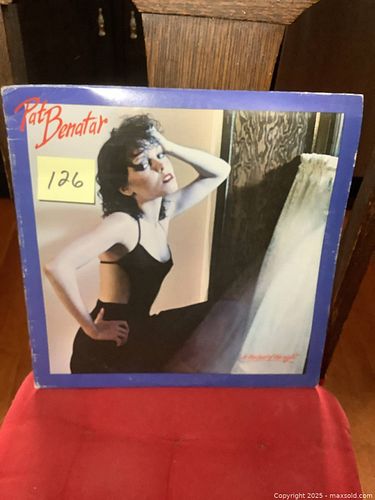 Pat
Benatar
126
in the heat of the night
Copyright 2025 - maxsold.com